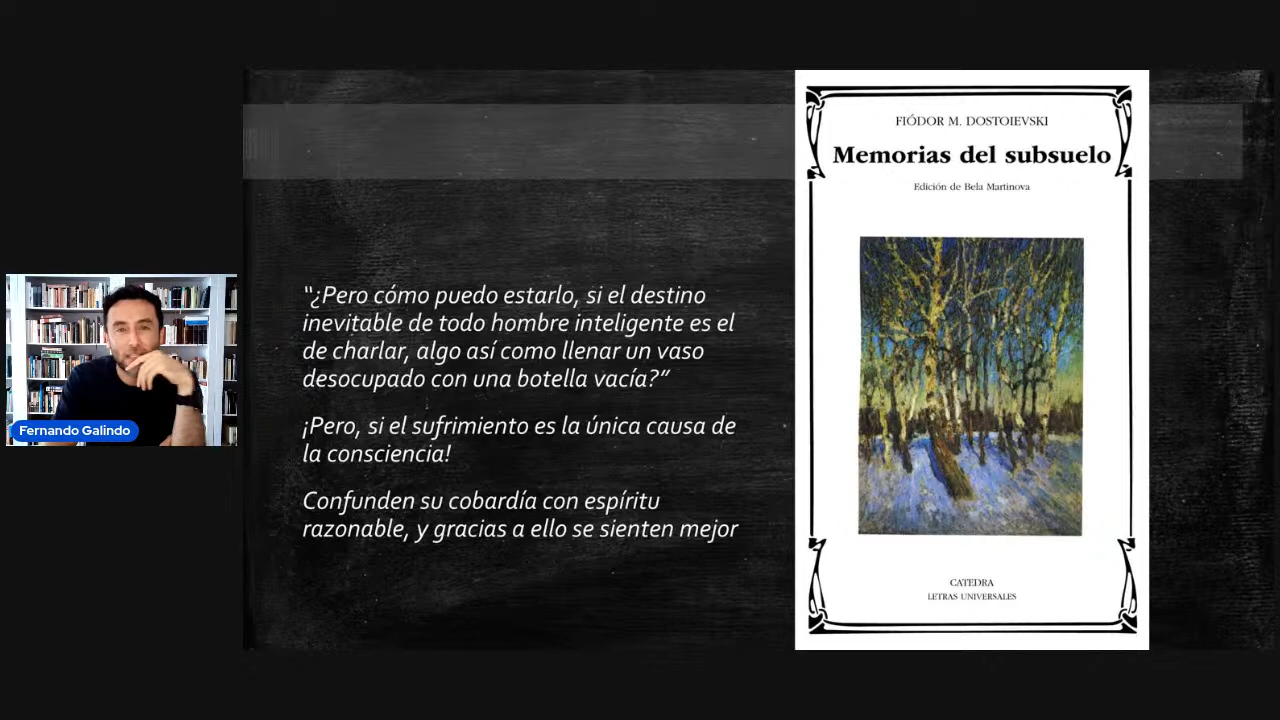 Fernando Galindo
“¿Pero cómo puedo estarlo, si el destino
inevitable de todo hombre inteligente es el
de charlar, algo así como llenar un vaso
desocupado con una botella vacía?”
¡Pero, si el sufrimiento es la única causa de
la consciencia!
Confunden su cobardía con espíritu
razonable, y gracias a ello se sienten mejor
FIÓDOR M. DOSTOIEVSKI
Memorias del subsuelo
Edición de Bela Martinova
CATEDRA
LETRAS UNIVERSALES